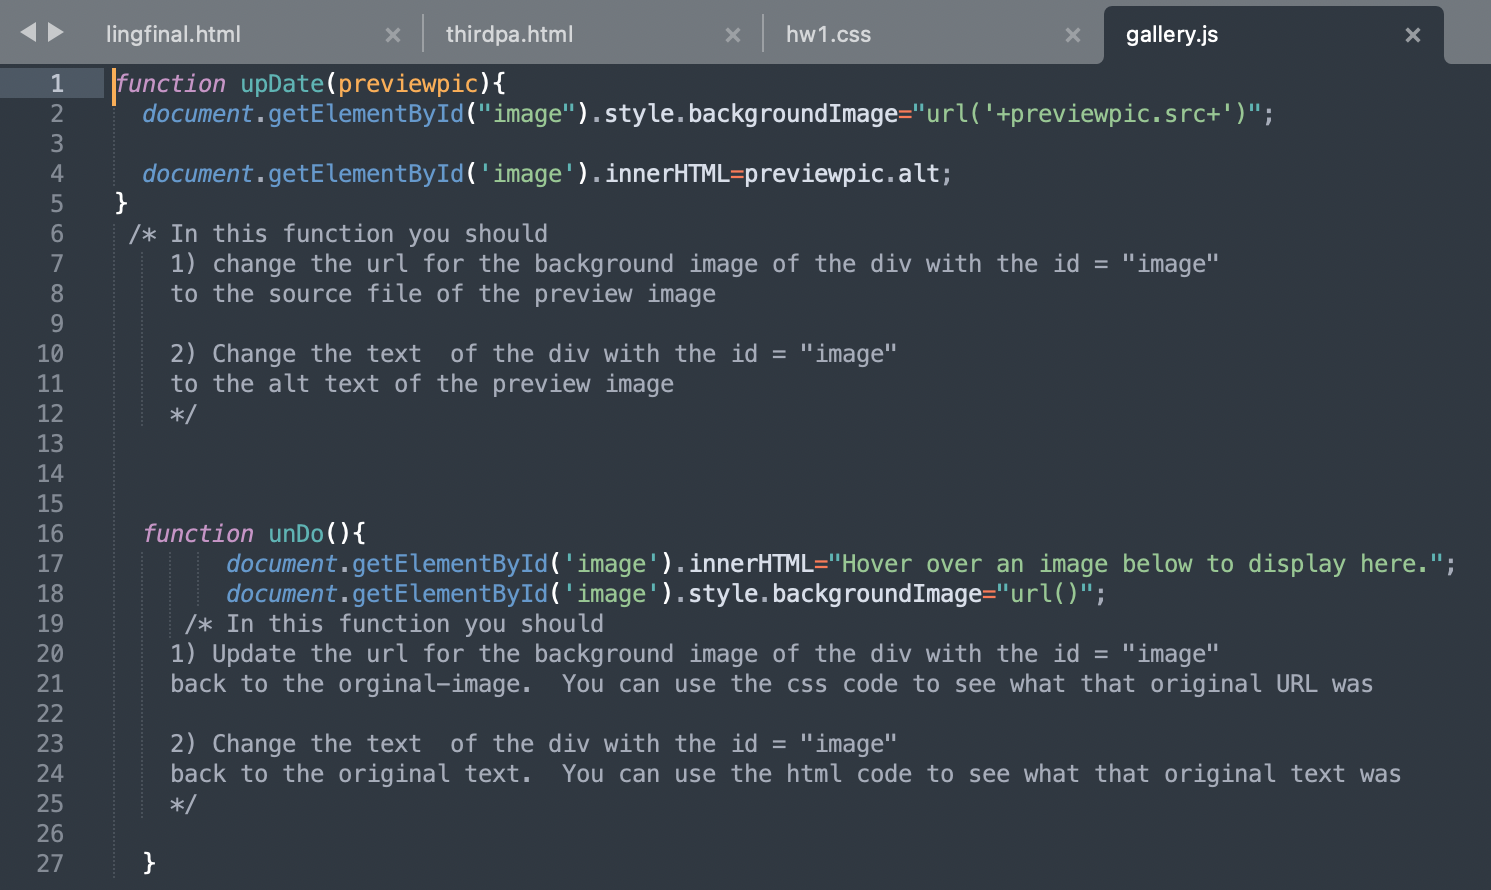 lingfinal.html × thirdpa.html × hw1.css × gallery.js ×
1 function upDate(previewpic){
2 document.getElementById("image").style.backgroundImage="url('+previewpic.src+')";
3
4 document.getElementById('image').innerHTML=previewpic.alt;
5 }
6 /* In this function you should
7 1) change the url for the background image of the div with the id = "image"
8 to the source file of the preview image
9
10 2) Change the text  of the div with the id = "image"
11 to the alt text of the preview image
12 */
13
14
15
16 function unDo(){
17 document.getElementById('image').innerHTML="Hover over an image below to display here.";
18 document.getElementById('image').style.backgroundImage="url()";
19 /* In this function you should
20 1) Update the url for the background image of the div with the id = "image"
21 back to the orginal-image.  You can use the css code to see what that original URL was
22
23 2) Change the text  of the div with the id = "image"
24 back to the original text.  You can use the html code to see what that original text was
25 */
26
27 }